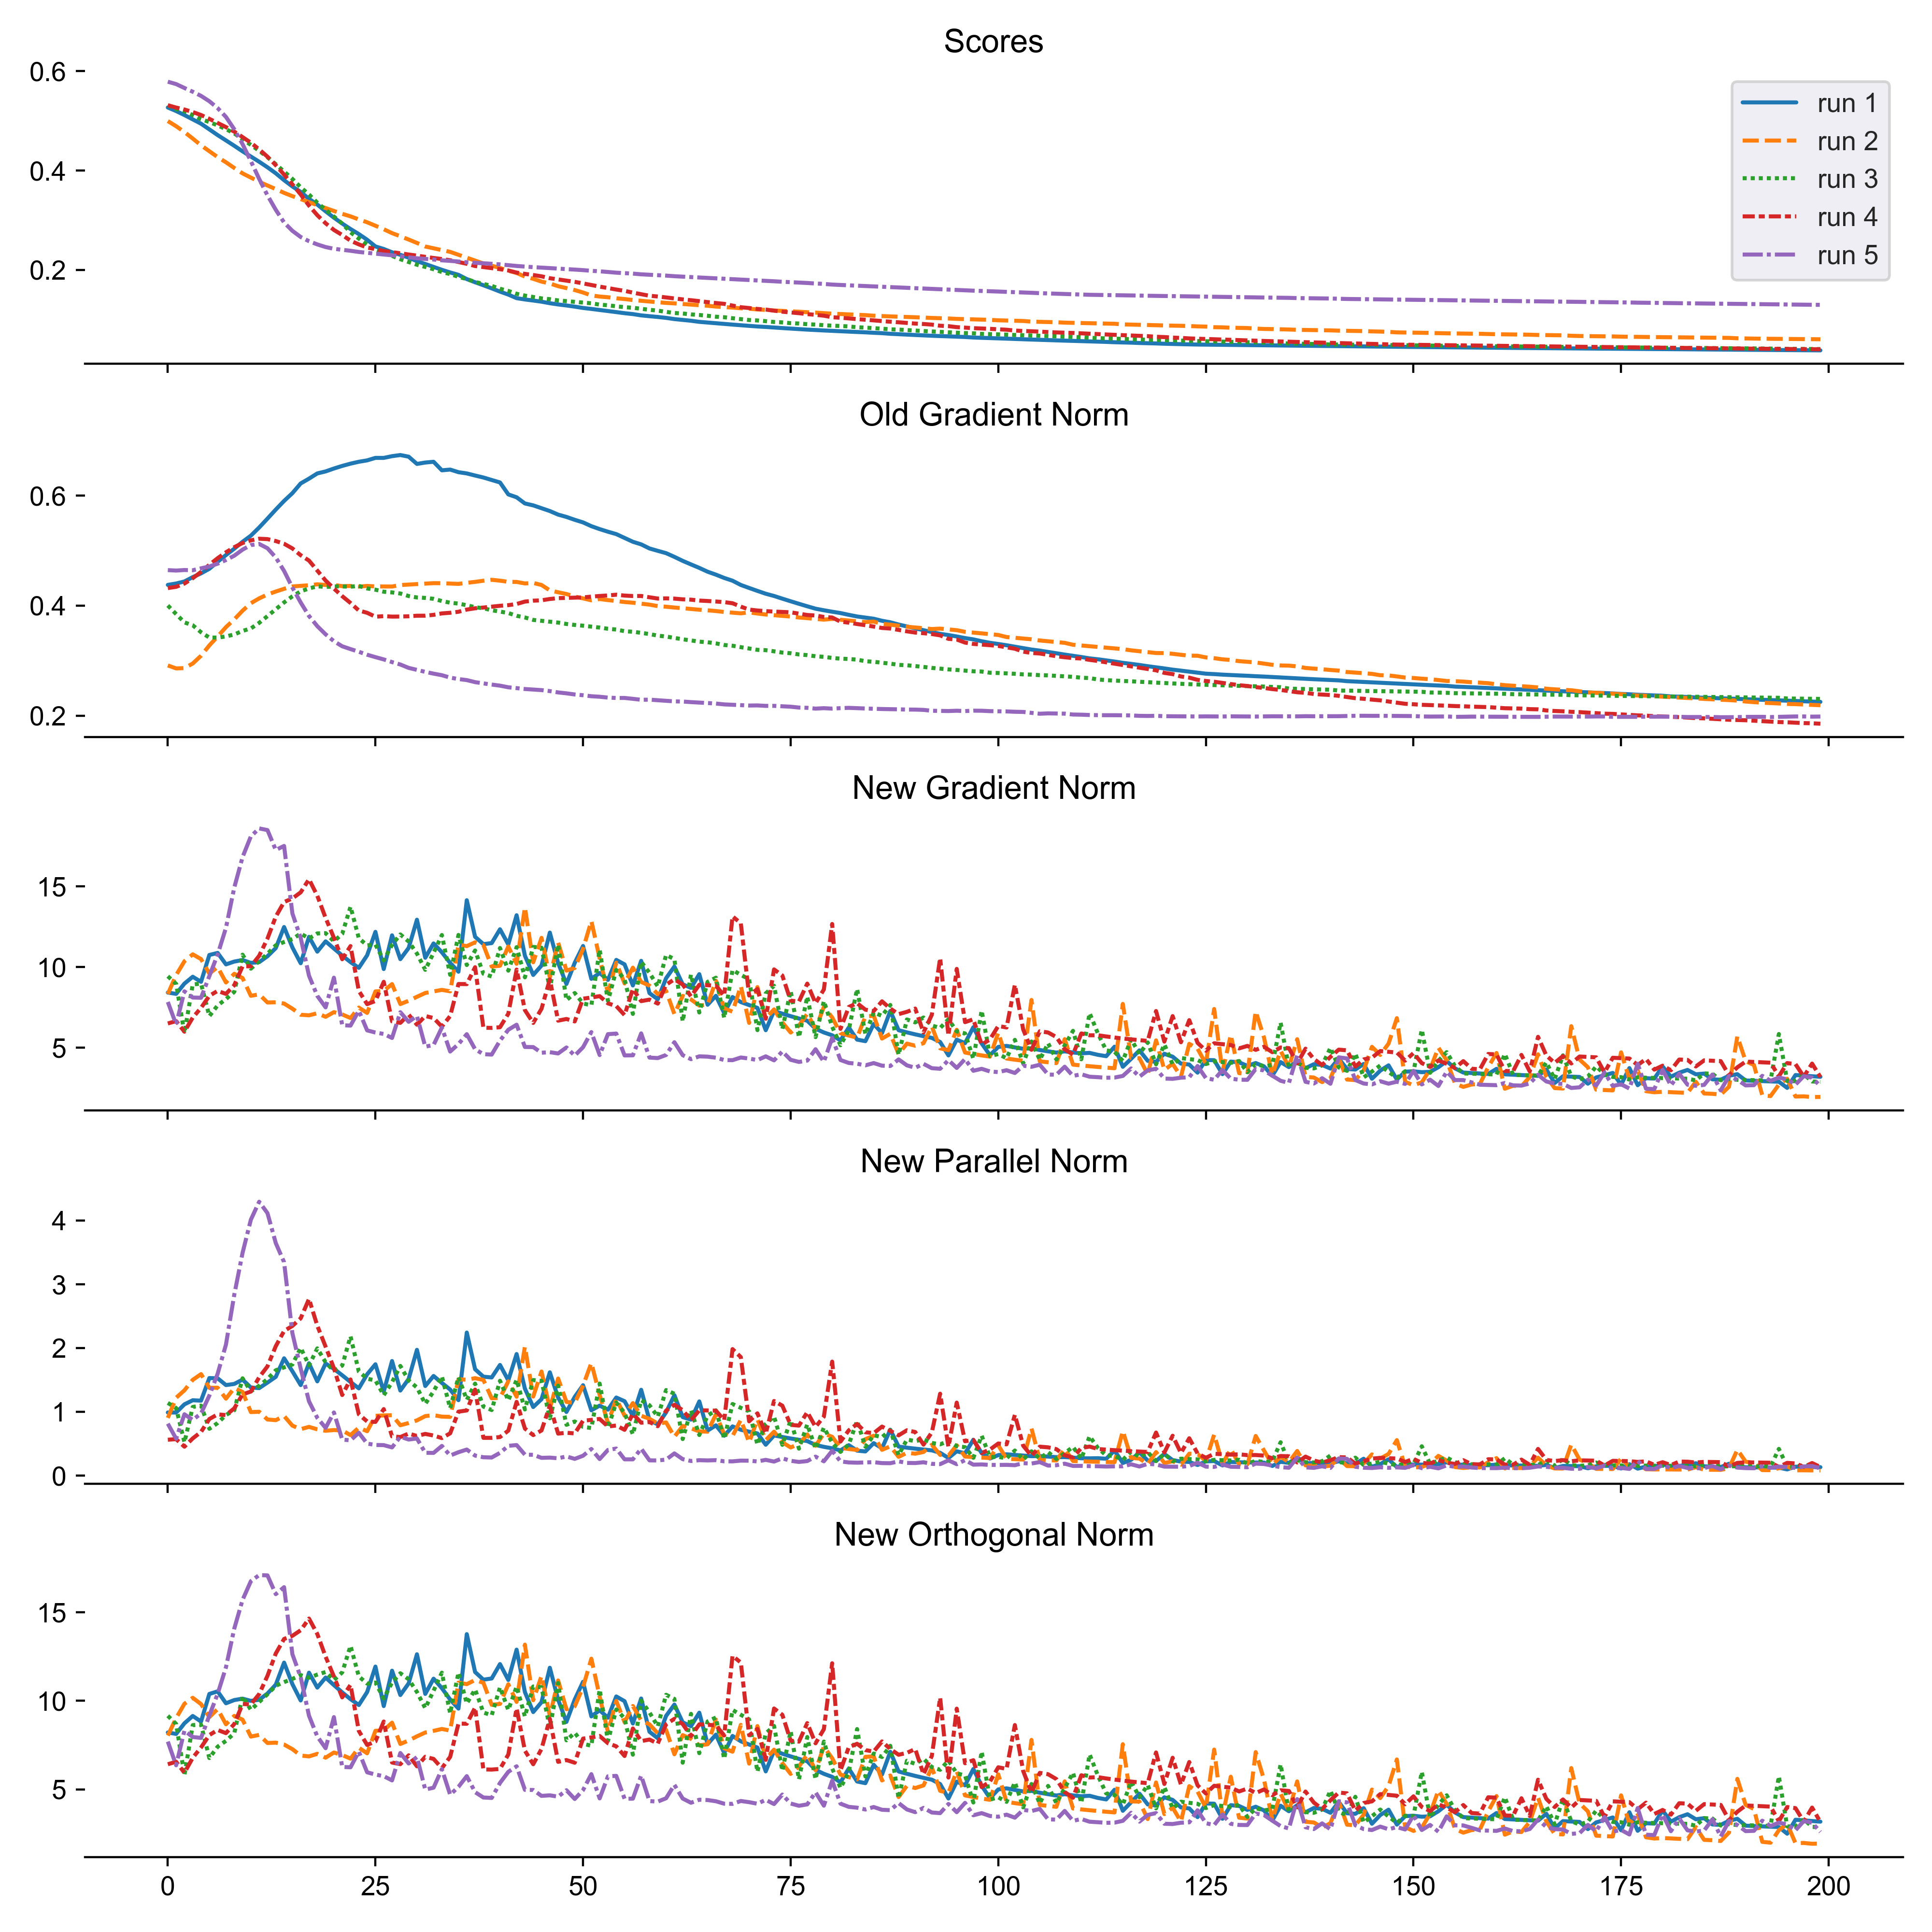 Scores
0.6
0.4
0.2
run 1
run 2
run 3
run 4
run 5
Old Gradient Norm
0.6
0.4
0.2
New Gradient Norm
15
10
5
New Parallel Norm
4
3
2
1
0
New Orthogonal Norm
15
10
5
0 25 50 75 100 125 150 175 200